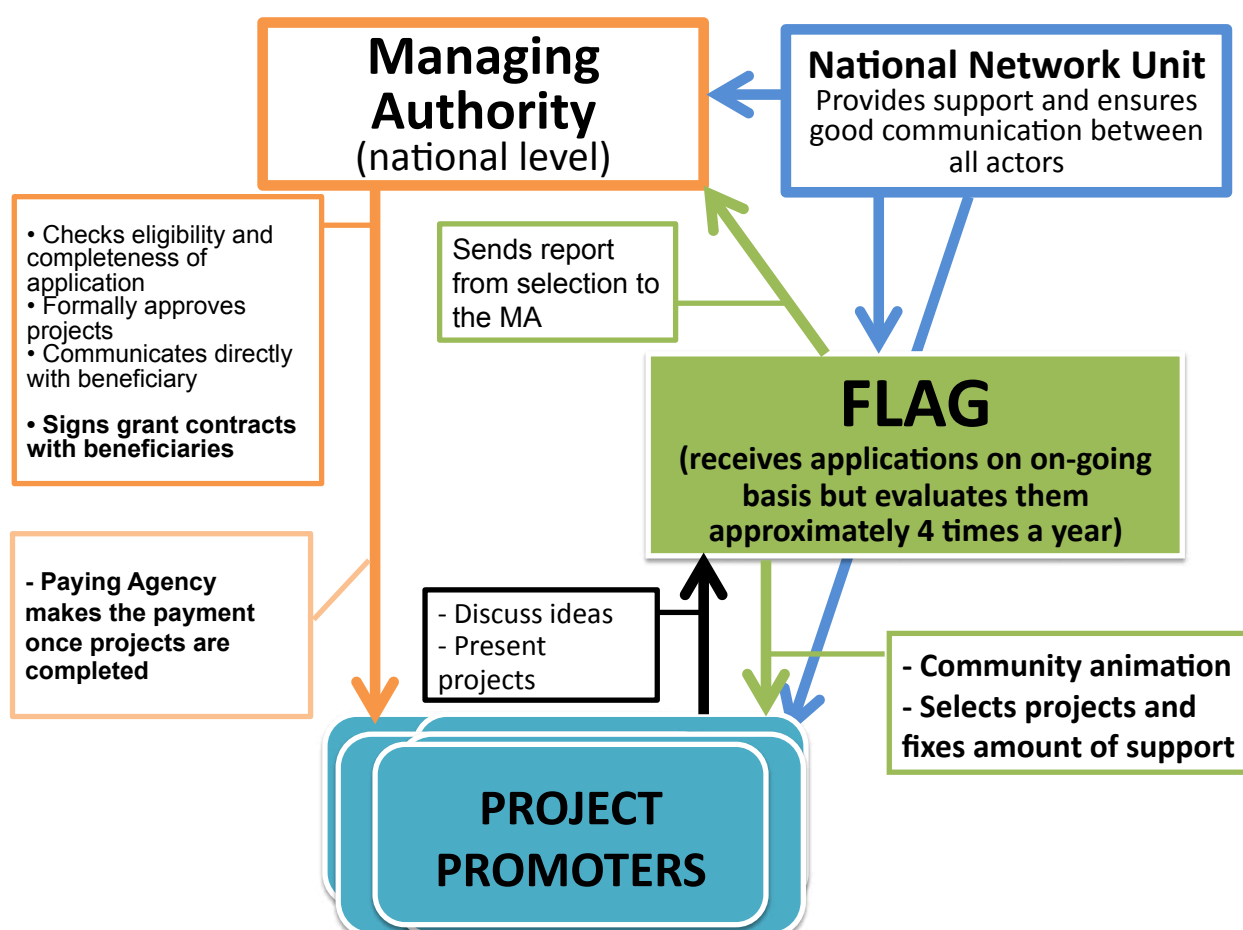 Managing
Authority
(national level)
National Network Unit
Provides support and ensures
good communication between
all actors
• Checks eligibility and
completeness of
application
• Formally approves
projects
• Communicates directly
with beneficiary
• Signs grant contracts
with beneficiaries
Sends report
from selection to
the MA
FLAG
(receives applications on on-going
basis but evaluates them
approximately 4 times a year)
- Paying Agency
makes the payment
once projects are
completed
- Discuss ideas
- Present
projects
- Community animation
- Selects projects and
fixes amount of support
PROJECT
PROMOTERS